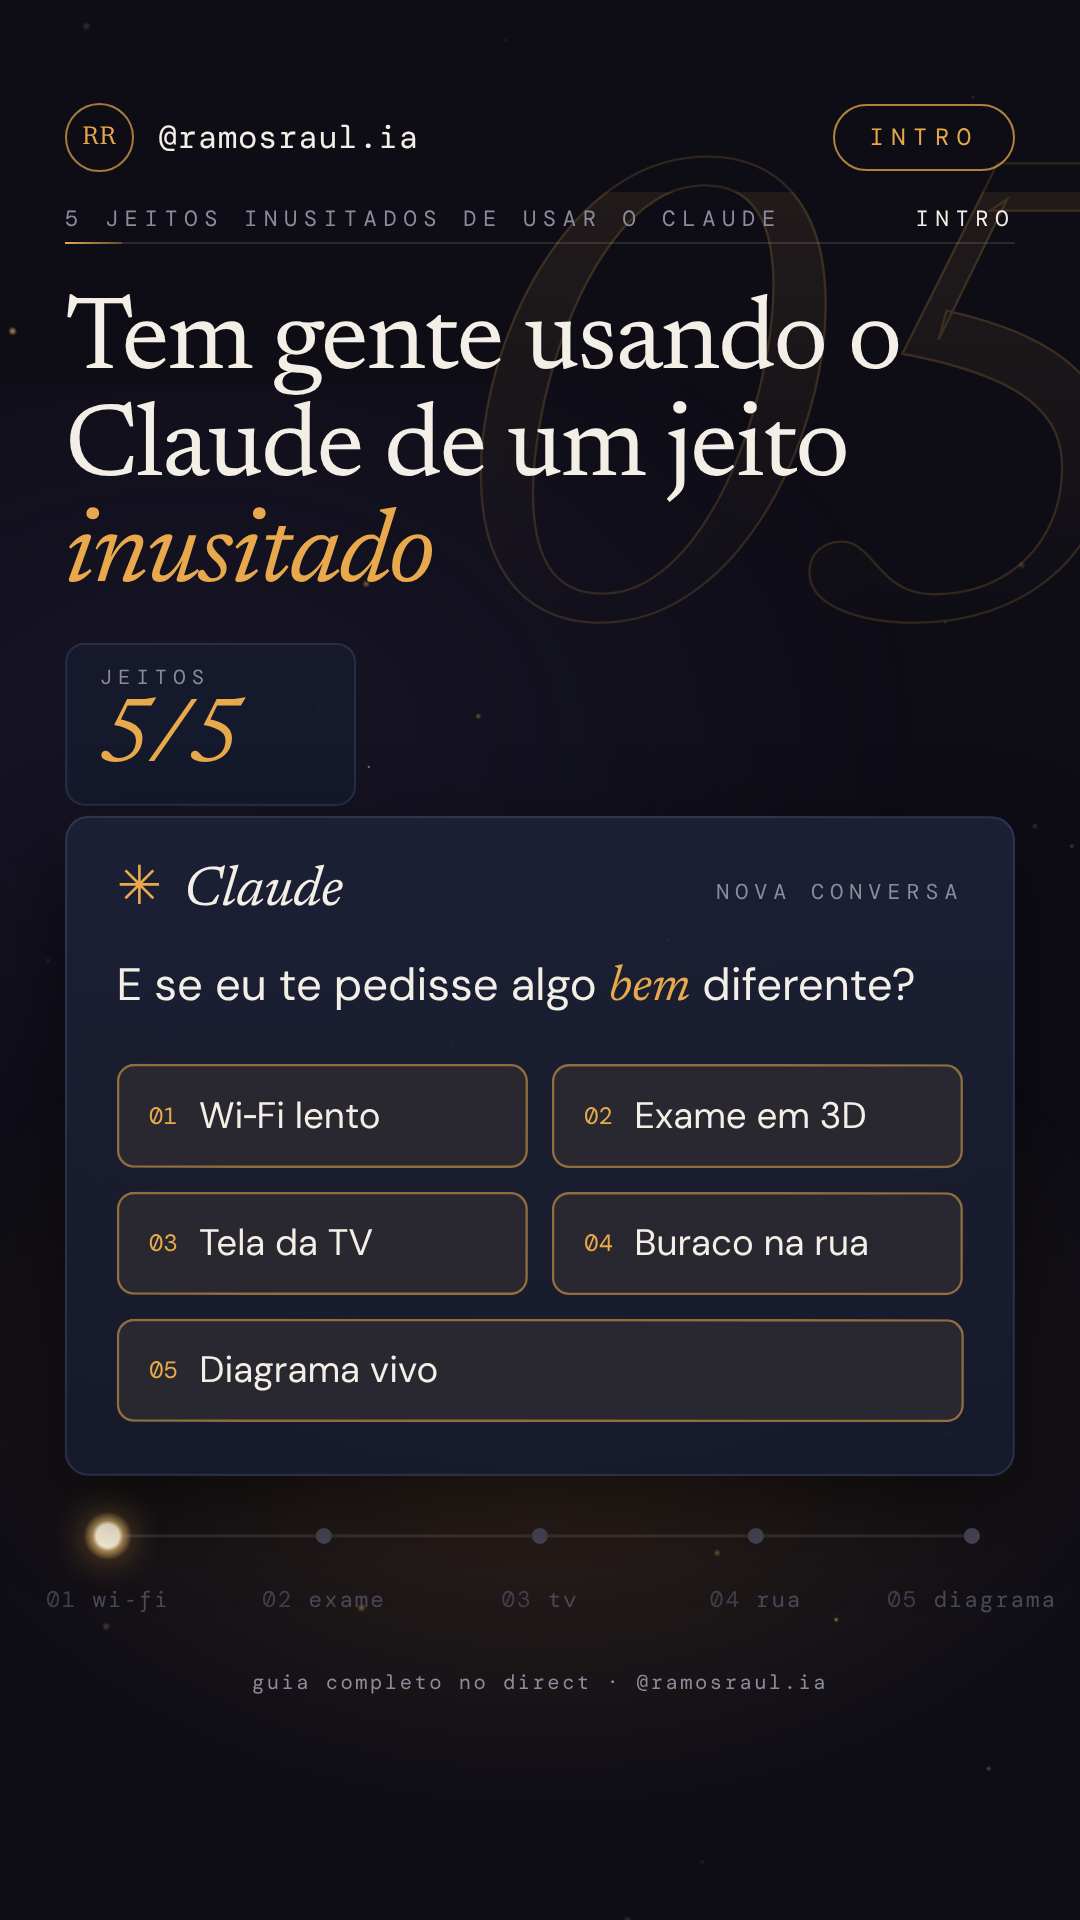 RR @ramosraul.ia INTRO
5 JEITOS INUSITADOS DE USAR O CLAUDE INTRO
05
Tem gente usando o
Claude de um jeito
inusitado
JEITOS
5/5
Claude NOVA CONVERSA
E se eu te pedisse algo bem diferente?
01 Wi-Fi lento
02 Exame em 3D
03 Tela da TV
04 Buraco na rua
05 Diagrama vivo
01 wi-fi 02 exame 03 tv 04 rua 05 diagrama
guia completo no direct · @ramosraul.ia